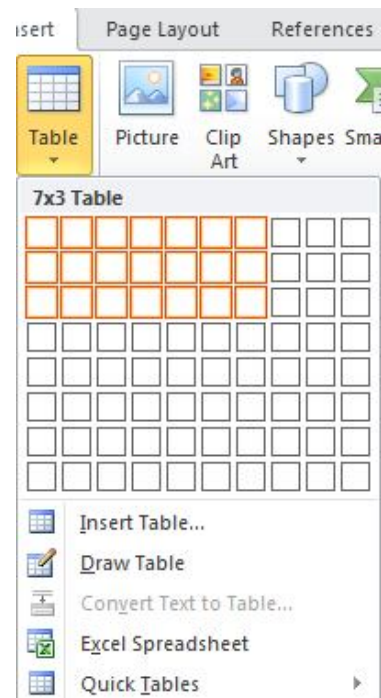 nsert Page Layout References
Table Picture Clip Art Shapes Sma
7x3 Table
Insert Table...
Draw Table
Convert Text to Table...
Excel Spreadsheet
Quick Tables